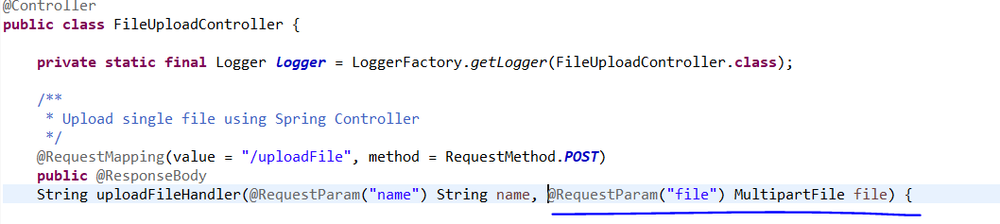 @Controller
public class FileUploadController {
private static final Logger logger = LoggerFactory.getLogger(FileUploadController.class);
/**
* Upload single file using Spring Controller
*/
@RequestMapping(value = "/uploadFile", method = RequestMethod.POST)
public @ResponseBody
String uploadFileHandler(@RequestParam("name") String name, @RequestParam("file") MultipartFile file) {